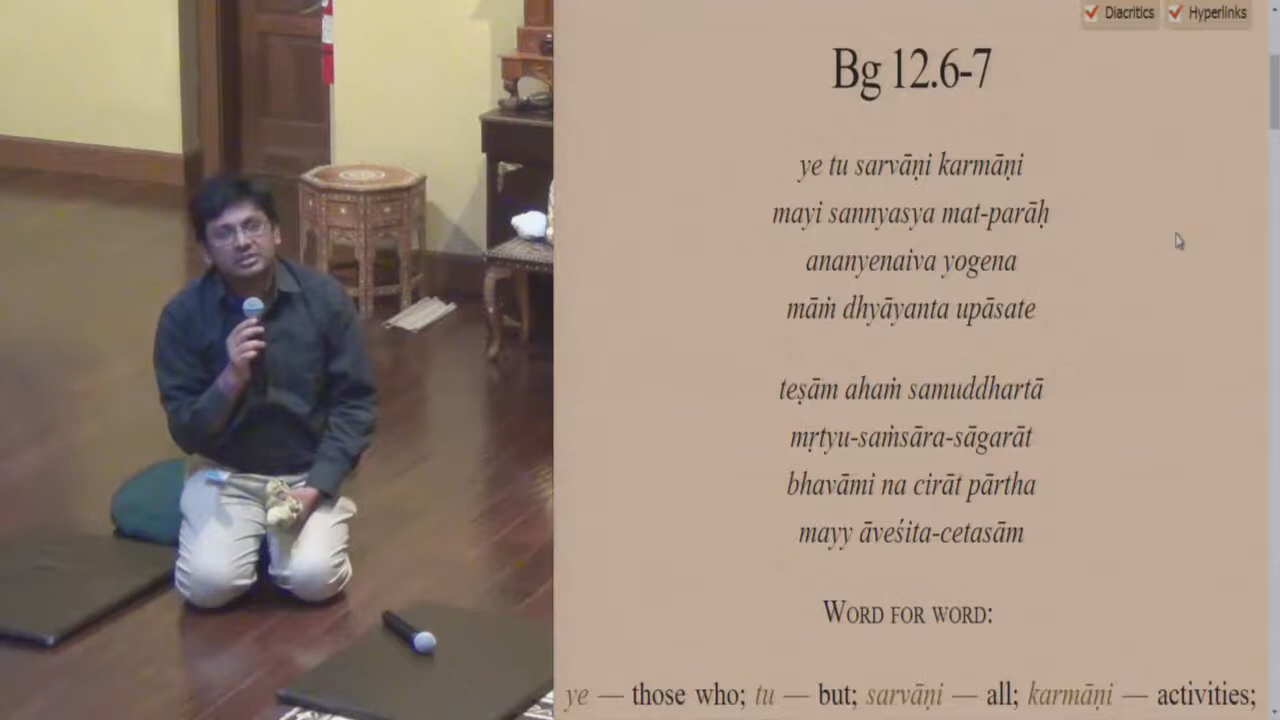 Diacritics Hyperlinks
Bg 12.6-7
ye tu sarvāṇi karmāṇi
mayi sannyasya mat-parāḥ
ananyenaiva yogena
māṁ dhyāyanta upāsate
teṣām ahaṁ samuddhartā
mṛtyu-saṁsāra-sāgarāt
bhavāmi na cirāt pārtha
mayy āveśita-cetasām
WORD FOR WORD:
ye — those who; tu — but; sarvāṇi — all; karmāṇi — activities;